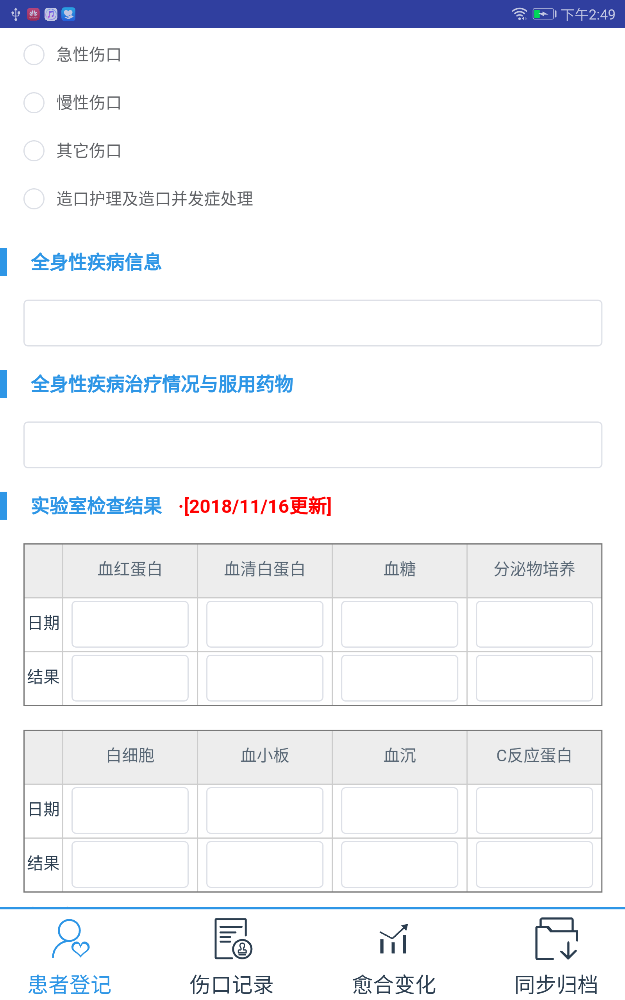 下午2:49
急性伤口
慢性伤口
其它伤口
造口护理及造口并发症处理
全身性疾病信息
全身性疾病治疗情况与服用药物
实验室检查结果 ·[2018/11/16更新]
血红蛋白 血清白蛋白 血糖 分泌物培养
日期
结果
白细胞 血小板 血沉 C反应蛋白
日期
结果
患者登记 伤口记录 愈合变化 同步归档